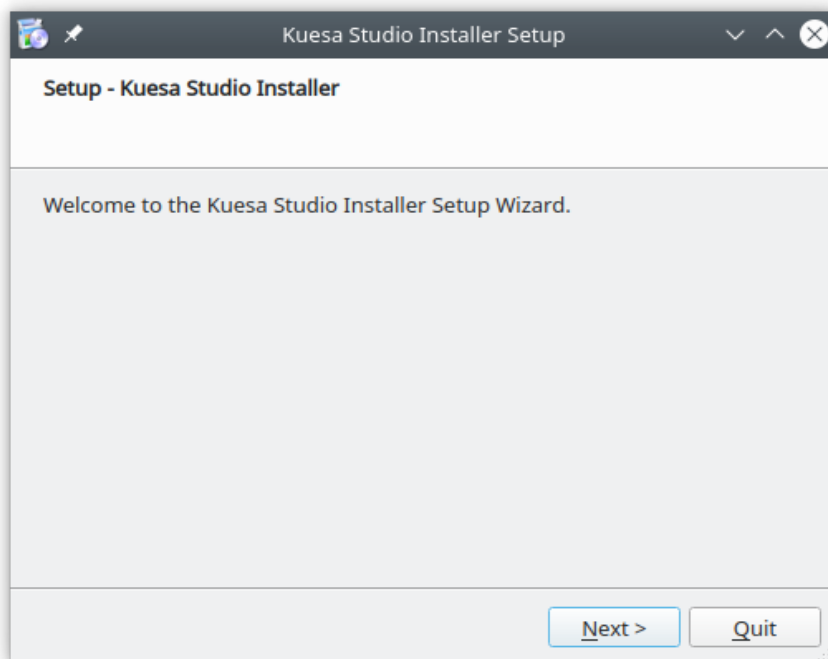 Kuesa Studio Installer Setup
Setup - Kuesa Studio Installer
Welcome to the Kuesa Studio Installer Setup Wizard.
Next >
Quit